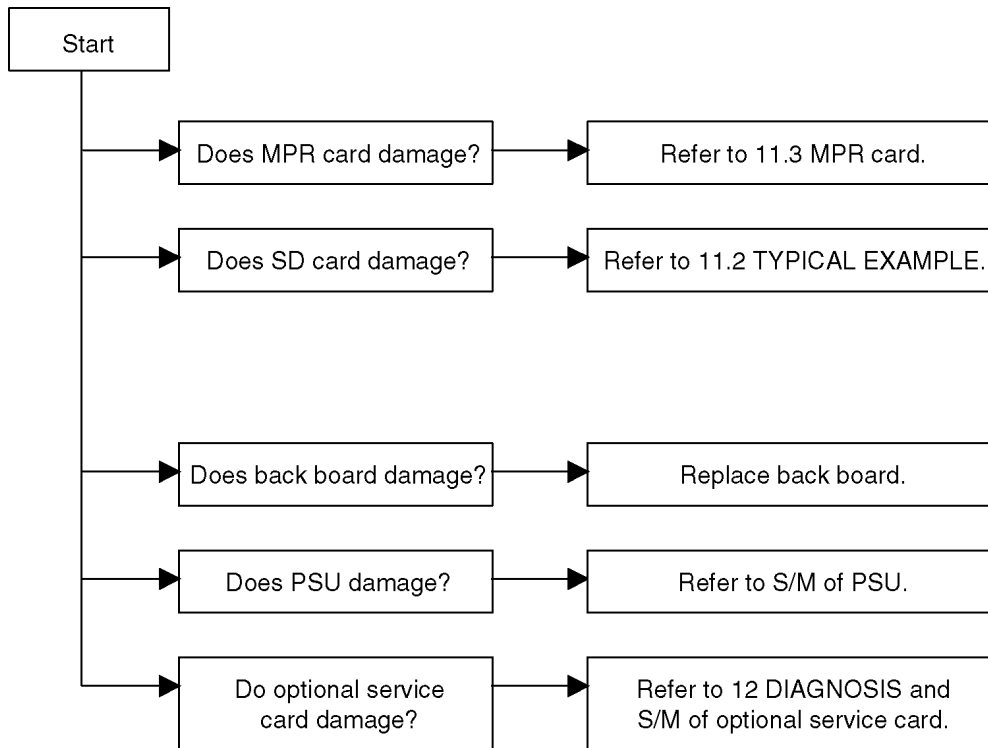 Start
Does MPR card damage?
Refer to 11.3 MPR card.
Does SD card damage?
Refer to 11.2 TYPICAL EXAMPLE.
Does back board damage?
Replace back board.
Does PSU damage?
Refer to S/M of PSU.
Do optional service
card damage?
Refer to 12 DIAGNOSIS and
S/M of optional service card.